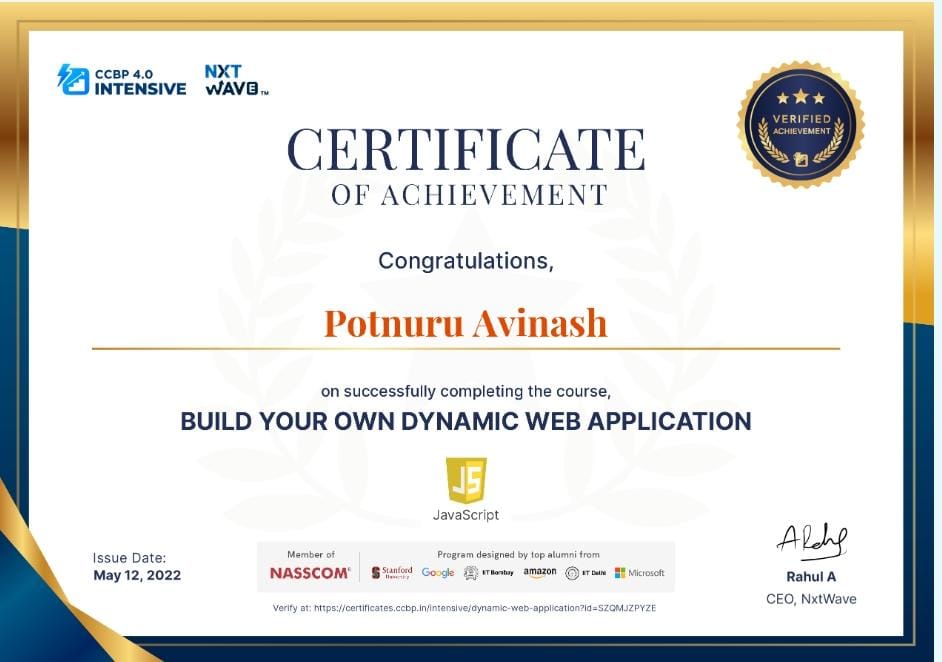 CCBP 4.0
INTENSIVE
NXT
WAVE™
VERIFIED
ACHIEVEMENT
CERTIFICATE
OF ACHIEVEMENT
Congratulations,
Potnuru Avinash
on successfully completing the course,
BUILD YOUR OWN DYNAMIC WEB APPLICATION
JS
JavaScript
Issue Date:
May 12, 2022
Member of
NASSCOM®
Program designed by top alumni from
Stanford
University
Google
IIT Bombay
amazon
IIT Delhi
Microsoft
Verify at: https://certificates.ccbp.in/intensive/dynamic-web-application?id=SZQMJZPYZE
Rahul A
CEO, NxtWave